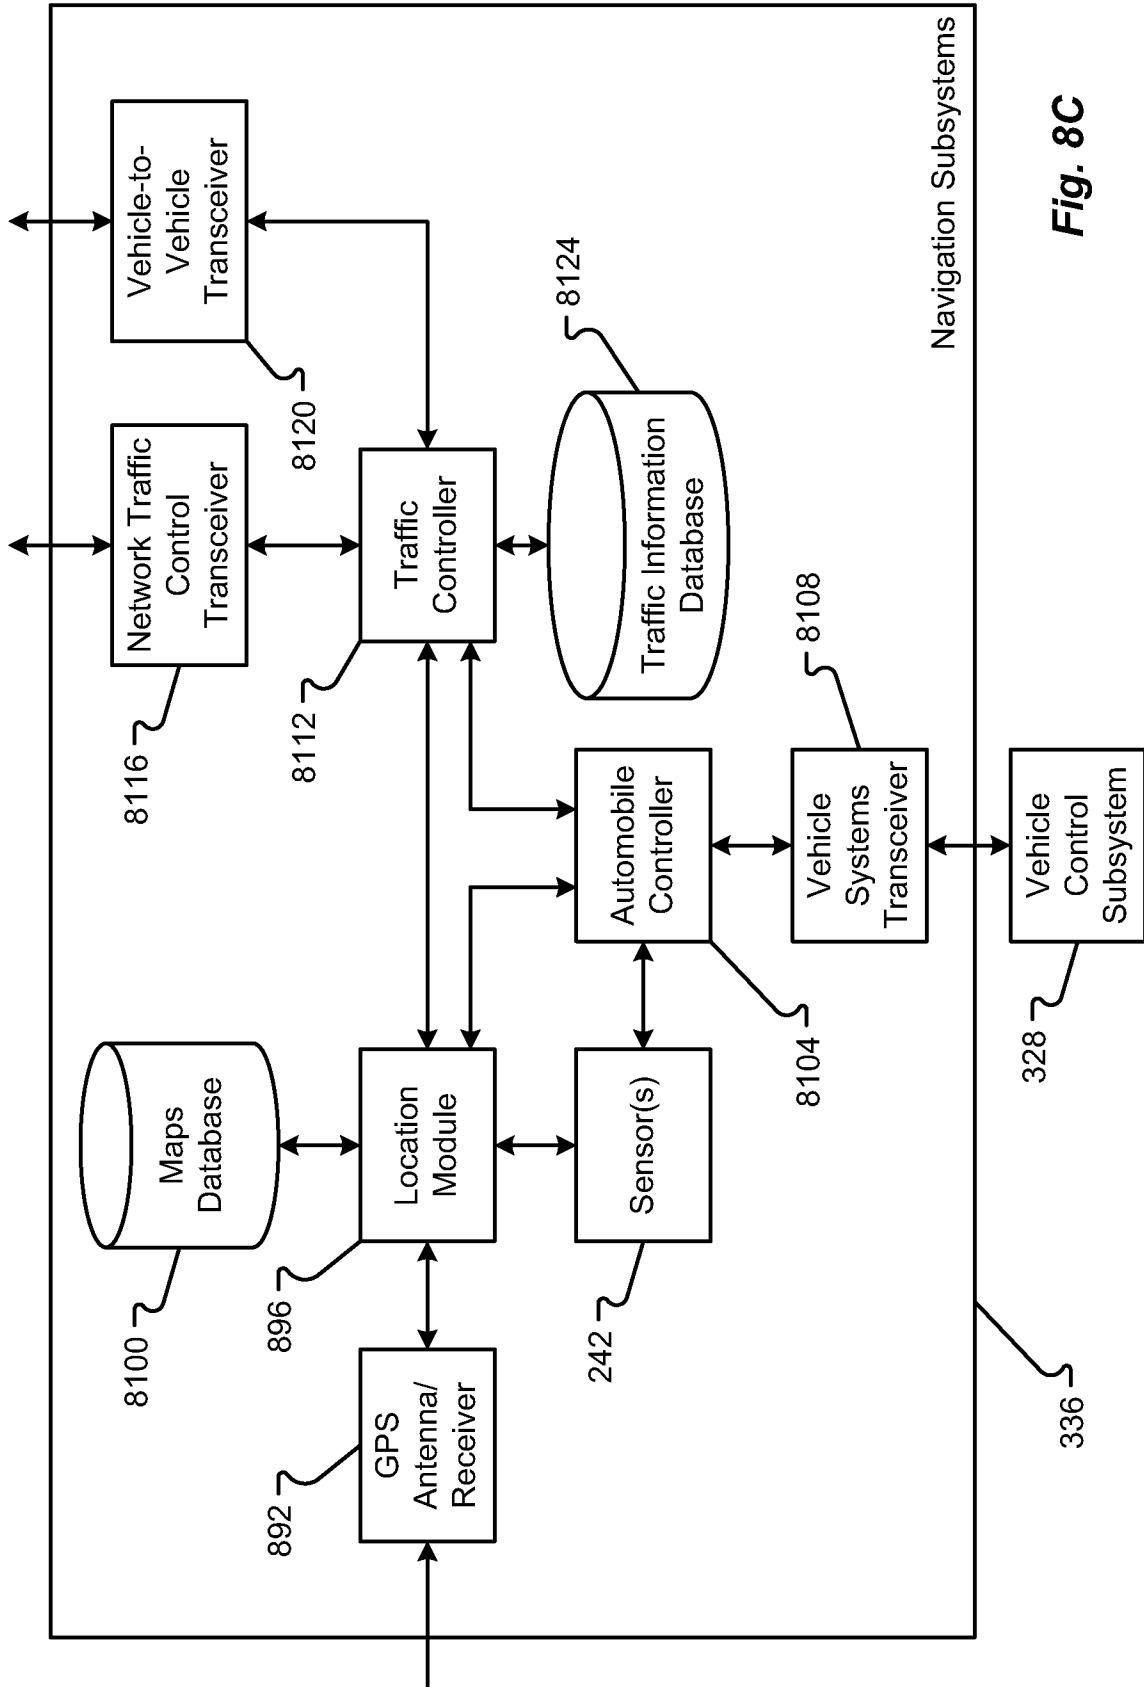 8100
Maps
Database
8116
Network Traffic
Control
Transceiver
Vehicle-to-
Vehicle
Transceiver
8120
892
GPS
Antenna/
Receiver
896
Location
Module
8112
Traffic
Controller
242
Sensor(s)
Automobile
Controller
8104
Traffic Information
Database
8124
8108
Vehicle
Systems
Transceiver
Navigation Subsystems
336
328
Vehicle
Control
Subsystem
Fig. 8C